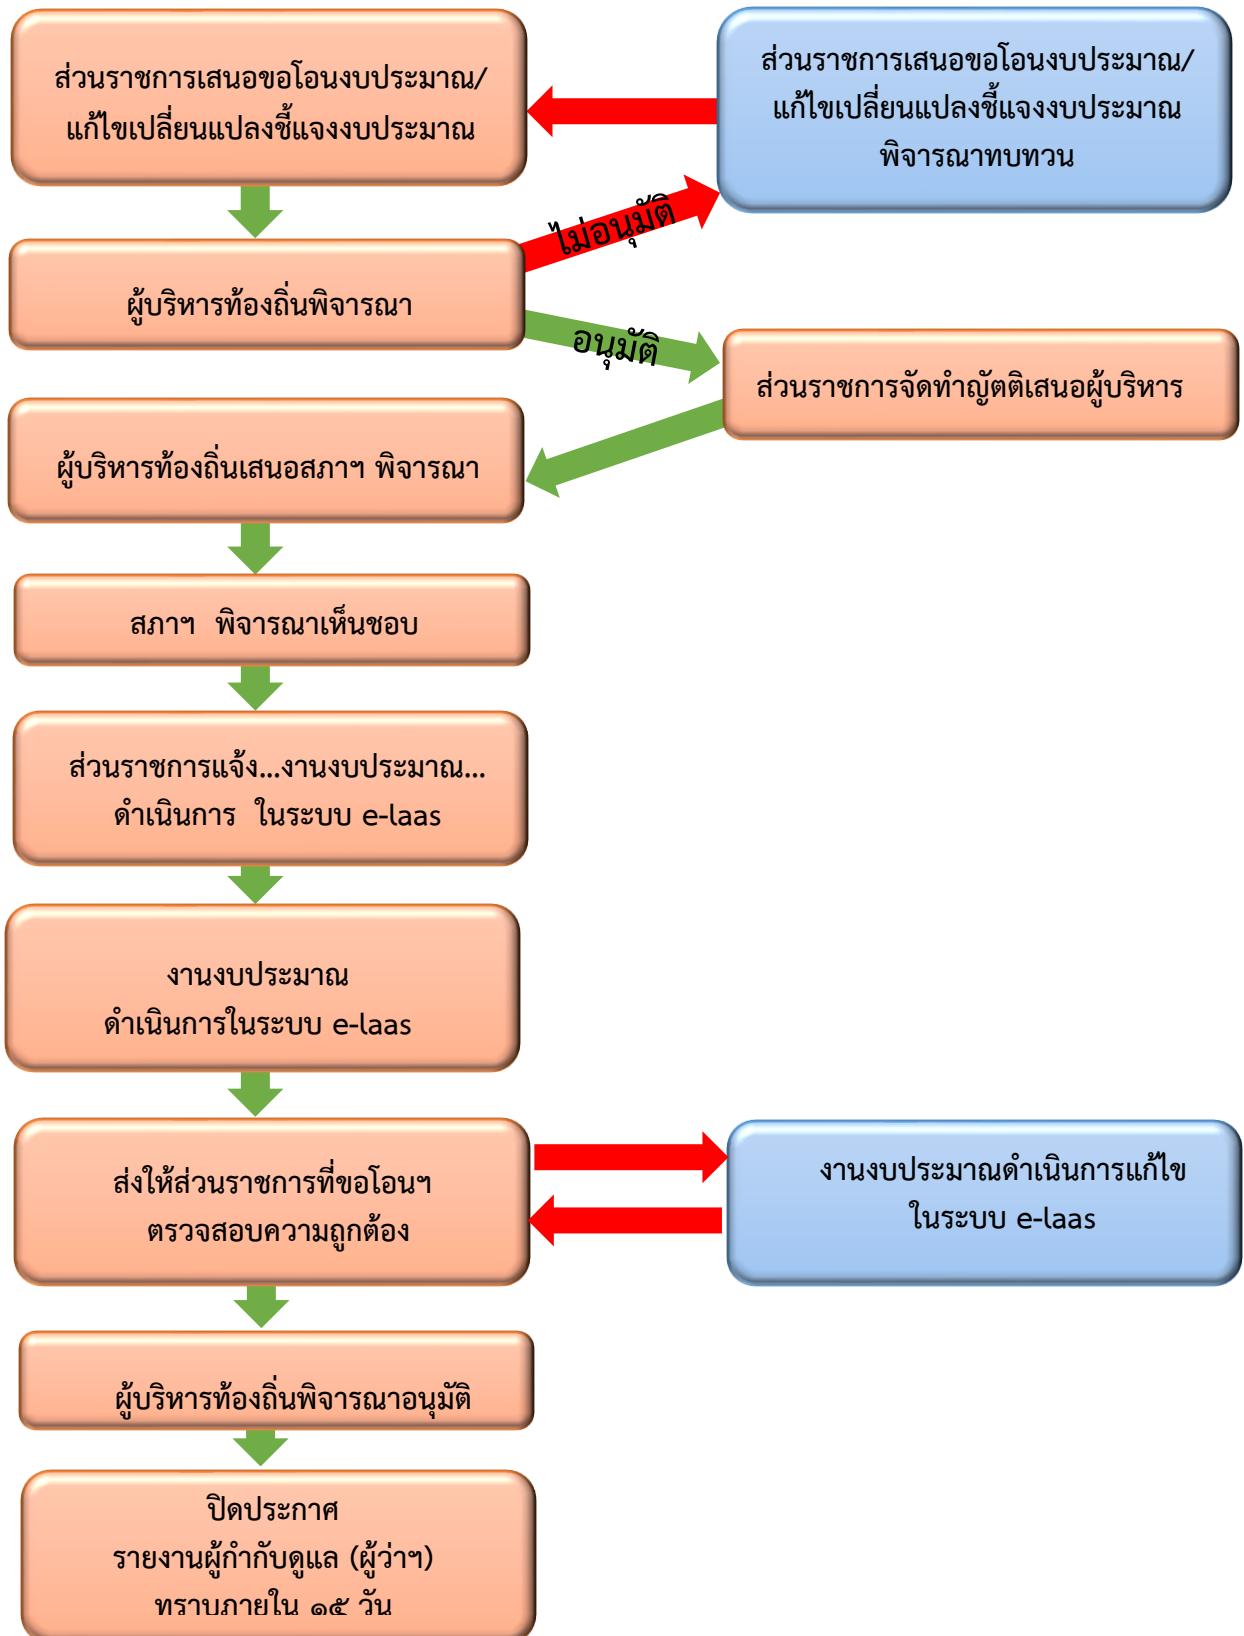 ส่วนราชการเสนอขอโอนงบประมาณ/
แก้ไขเปลี่ยนแปลงชี้แจงงบประมาณ
ส่วนราชการเสนอขอโอนงบประมาณ/
แก้ไขเปลี่ยนแปลงชี้แจงงบประมาณ
พิจารณาทบทวน
ไม่อนุมัติ
ผู้บริหารท้องถิ่นพิจารณา
อนุมัติ
ส่วนราชการจัดทำญัตติเสนอผู้บริหาร
ผู้บริหารท้องถิ่นเสนอสภาฯ พิจารณา
สภาฯ พิจารณาเห็นชอบ
ส่วนราชการแจ้ง...งานงบประมาณ...
ดำเนินการ ในระบบ e-laas
งานงบประมาณ
ดำเนินการในระบบ e-laas
ส่งให้ส่วนราชการที่ขอโอนฯ
ตรวจสอบความถูกต้อง
งานงบประมาณดำเนินการแก้ไข
ในระบบ e-laas
ผู้บริหารท้องถิ่นพิจารณาอนุมัติ
ปิดประกาศ
รายงานผู้กำกับดูแล (ผู้ว่าฯ)
ทราบภายใน ๑๕ วัน